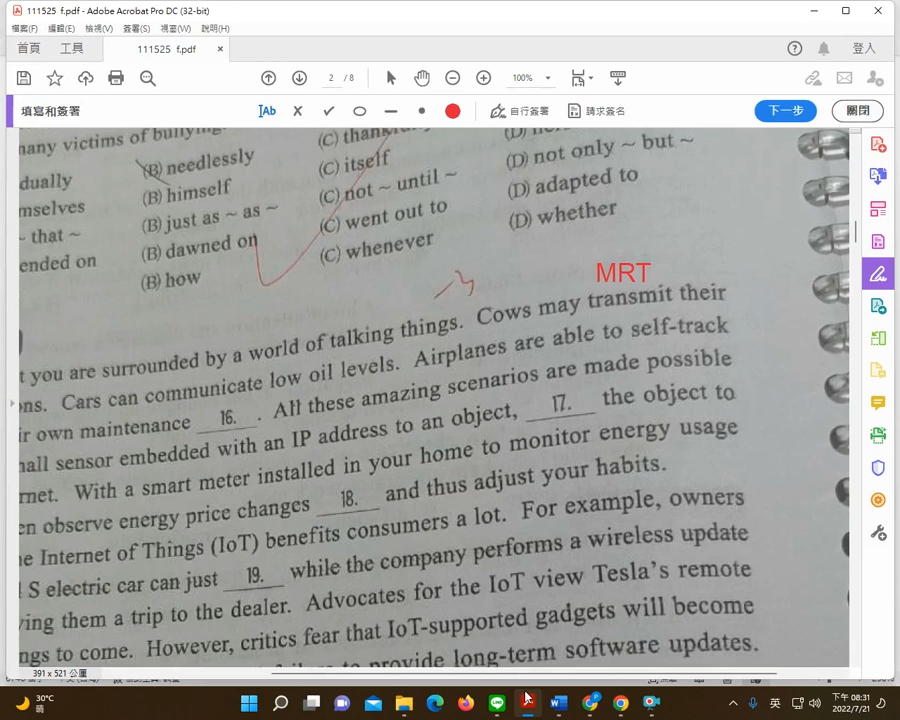 111525 f.pdf - Adobe Acrobat Pro DC (32-bit)
檔案(F) 編輯(E) 檢視(V) 簽署(S) 視窗(W) 說明(H)
首頁 工具 111525 f.pdf × 登入
2 / 8 100%
填寫和簽署 Ab 自行簽署 請求簽名 下一步 關閉
many victims of bullying.
dually (B) needlessly (C)
mselves (B) himself (C) itself (D) not only ~ but ~
~ that ~ (B) just as ~ as ~ (C) not ~ until ~ (D) adapted to
ended on (B) dawned on (C) went out to (D) whether
(B) how (C) whenever
MRT
t you are surrounded by a world of talking things. Cows may transmit their
ons. Cars can communicate low oil levels. Airplanes are able to self-track
ir own maintenance 16. . All these amazing scenarios are made possible
nall sensor embedded with an IP address to an object, 17. the object to
rnet. With a smart meter installed in your home to monitor energy usage
en observe energy price changes 18. and thus adjust your habits.
he Internet of Things (IoT) benefits consumers a lot. For example, owners
l S electric car can just 19. while the company performs a wireless update
ving them a trip to the dealer. Advocates for the IoT view Tesla's remote
ngs to come. However, critics fear that IoT-supported gadgets will become
to provide long-term software updates.
391 x 521 公厘
30°C 英 下午 08:31
2022/7/21